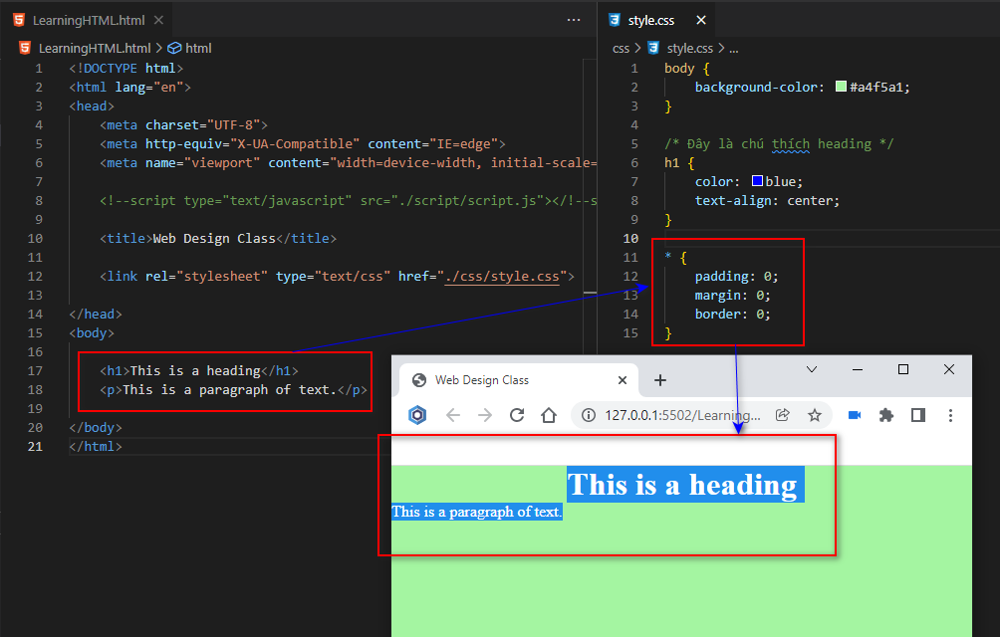 LearningHTML.html
LearningHTML.html > html
1 <!DOCTYPE html>
2 <html lang="en">
3 <head>
4 <meta charset="UTF-8">
5 <meta http-equiv="X-UA-Compatible" content="IE=edge">
6 <meta name="viewport" content="width=device-width, initial-scale=
7
8 <!--script type="text/javascript" src="./script/script.js"></!--s
9
10 <title>Web Design Class</title>
11
12 <link rel="stylesheet" type="text/css" href="./css/style.css">
13
14 </head>
15 <body>
16
17 <h1>This is a heading</h1>
18 <p>This is a paragraph of text.</p>
19
20 </body>
21 </html>
style.css
css > style.css > ...
1 body {
2 background-color: #a4f5a1;
3 }
4
5 /* Đây là chú thích heading */
6 h1 {
7 color: blue;
8 text-align: center;
9 }
10
11 * {
12 padding: 0;
13 margin: 0;
14 border: 0;
15 }
Web Design Class
127.0.0.1:5502/Learning...
This is a heading
This is a paragraph of text.